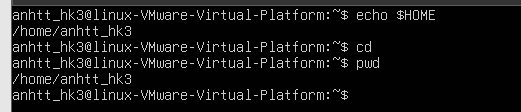 anhtt_hk3@linux-VMware-Virtual-Platform:~$ echo $HOME
/home/anhtt_hk3
anhtt_hk3@linux-VMware-Virtual-Platform:~$ cd
anhtt_hk3@linux-VMware-Virtual-Platform:~$ pwd
/home/anhtt_hk3
anhtt_hk3@linux-VMware-Virtual-Platform:~$